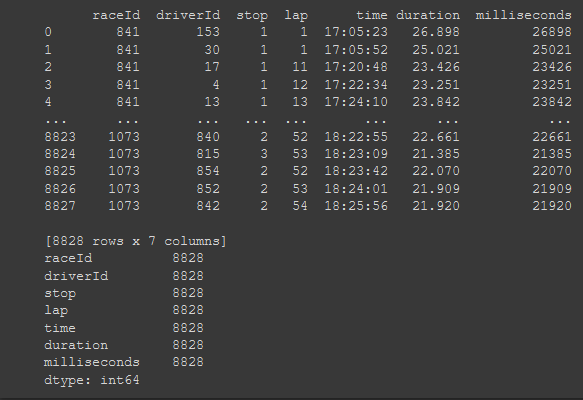 raceId driverId stop lap time duration milliseconds
0 841 153 1 1 17:05:23 26.898 26898
1 841 30 1 1 17:05:52 25.021 25021
2 841 17 1 11 17:20:48 23.426 23426
3 841 4 1 12 17:22:34 23.251 23251
4 841 13 1 13 17:24:10 23.842 23842
... ... ... ... ... ... ... ...
8823 1073 840 2 52 18:22:55 22.661 22661
8824 1073 815 3 53 18:23:09 21.385 21385
8825 1073 854 2 52 18:23:42 22.070 22070
8826 1073 852 2 53 18:24:01 21.909 21909
8827 1073 842 2 54 18:25:56 21.920 21920
[8828 rows x 7 columns]
raceId 8828
driverId 8828
stop 8828
lap 8828
time 8828
duration 8828
milliseconds 8828
dtype: int64